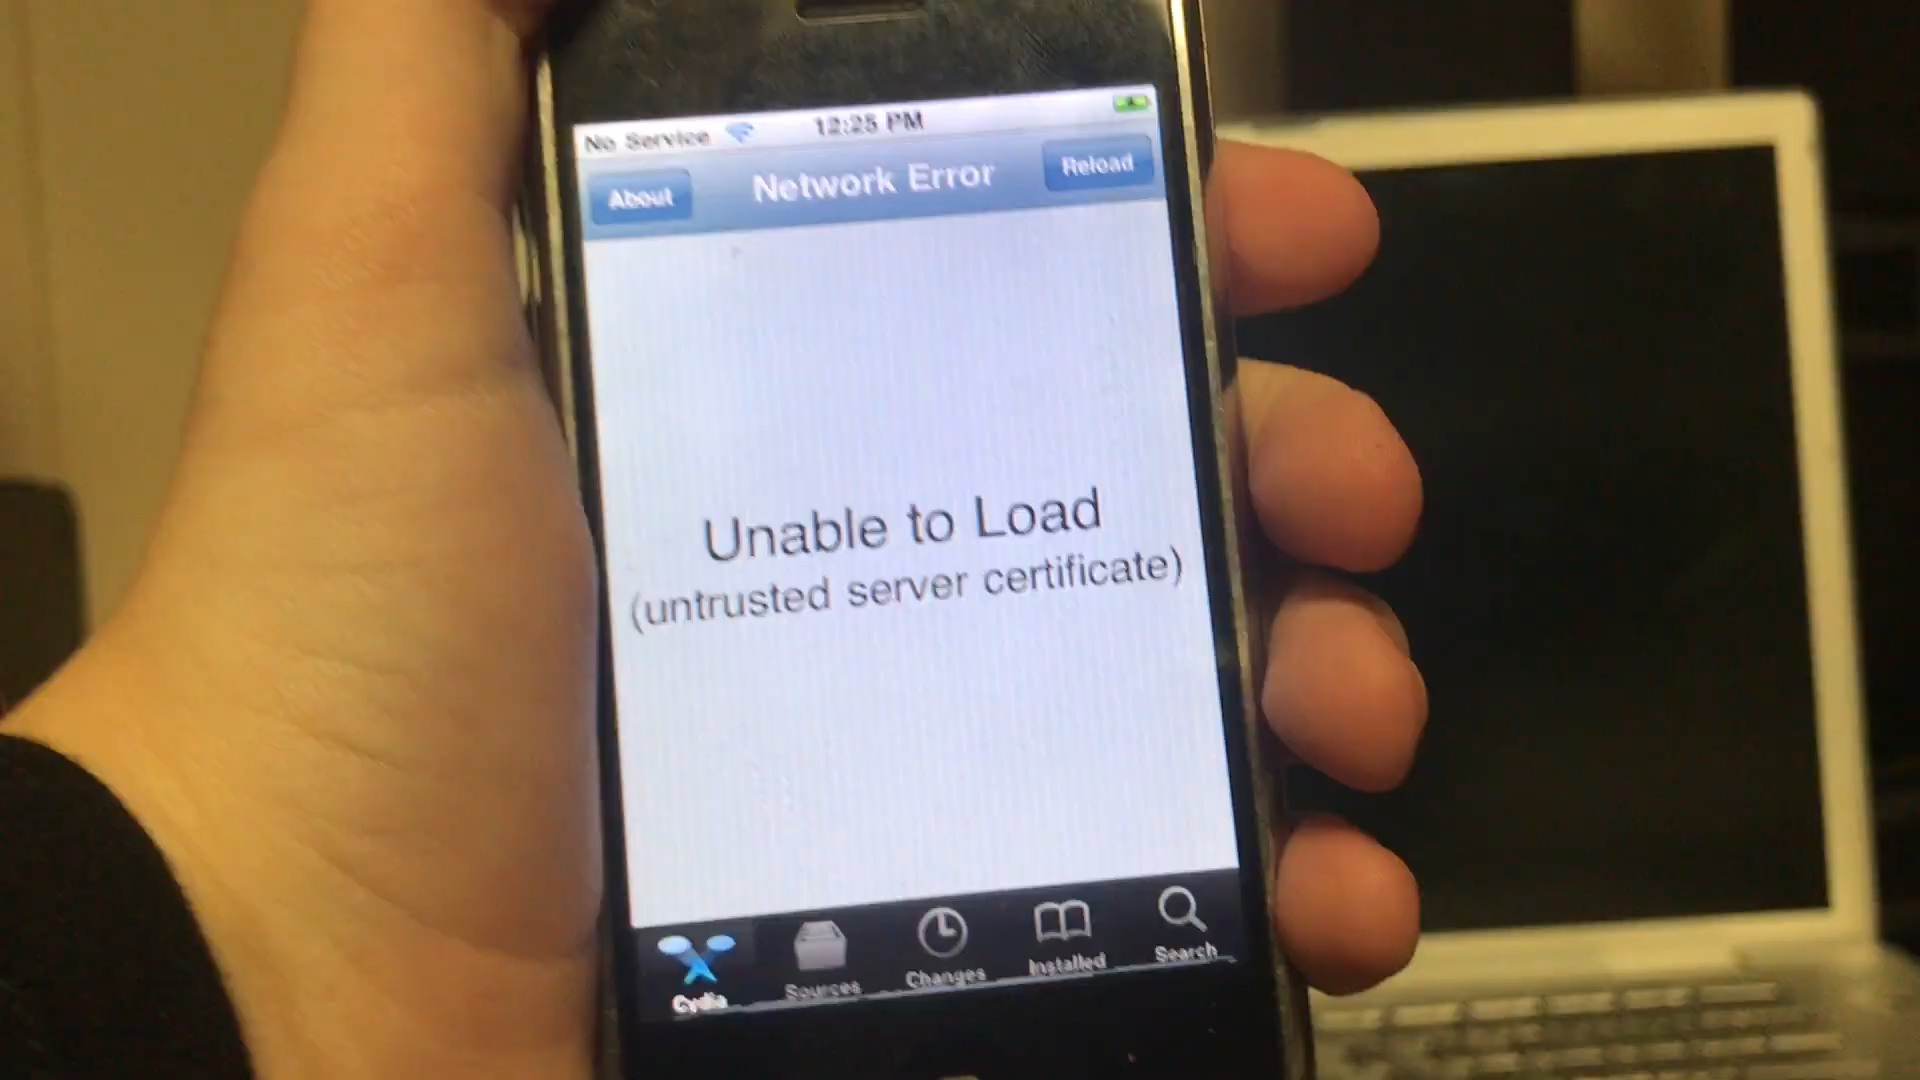 No Service 12:25 PM
About Network Error Reload
Unable to Load
(untrusted server certificate)
Cydia Sources Changes Installed Search